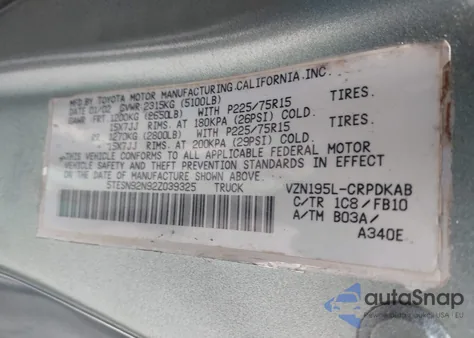 MFD.BY TOYOTA MOTOR MANUFACTURING,CALIFORNIA,INC.
DATE 01/02 GVWR 2315KG (5100LB)
GAWR FRT 1200KG (2650LB) WITH P225/75R15 TIRES.
15X7JJ RIMS. AT 180KPA (26PSI) COLD.
RR 1270KG (2800LB) WITH P225/75R15 TIRES.
15X7JJ RIMS. AT 200KPA (29PSI) COLD.
THIS VEHICLE CONFORMS TO ALL APPLICABLE FEDERAL MOTOR
VEHICLE SAFETY AND THEFT PREVENTION STANDARDS IN EFFECT
ON THE DATE OF MANUFACTURE SHOWN ABOVE.
5TESN92N92Z039325 TRUCK
VZN195L-CRPDKAB
C/TR 1C8/FB10
A/TM B03A/
A340E
autoSnap
USA | EU